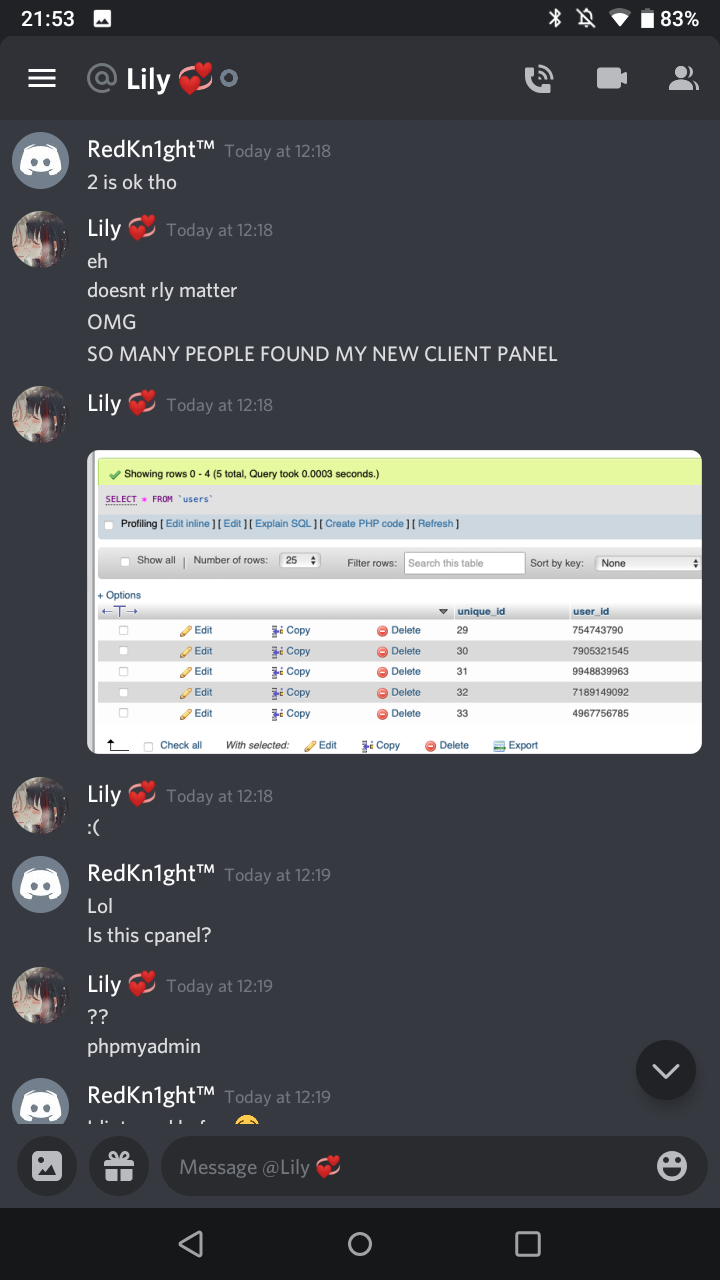 21:53 83%
@ Lily 💞
RedKn1ght™ Today at 12:18
2 is ok tho
Lily 💞 Today at 12:18
eh
doesnt rly matter
OMG
SO MANY PEOPLE FOUND MY NEW CLIENT PANEL
Lily 💞 Today at 12:18
Showing rows 0 - 4 (5 total, Query took 0.0003 seconds.)
SELECT * FROM `users`
Profiling [ Edit inline ] [ Edit ] [ Explain SQL ] [ Create PHP code ] [ Refresh ]
Show all | Number of rows: 25 Filter rows: Search this table Sort by key: None
+ Options
←T→ unique_id user_id
Edit Copy Delete 29 754743790
Edit Copy Delete 30 7905321545
Edit Copy Delete 31 9948839963
Edit Copy Delete 32 7189149092
Edit Copy Delete 33 4967756785
Check all With selected: Edit Copy Delete Export
Lily 💞 Today at 12:18
:(
RedKn1ght™ Today at 12:19
Lol
Is this cpanel?
Lily 💞 Today at 12:19
??
phpmyadmin
RedKn1ght™ Today at 12:19
Message @Lily 💞